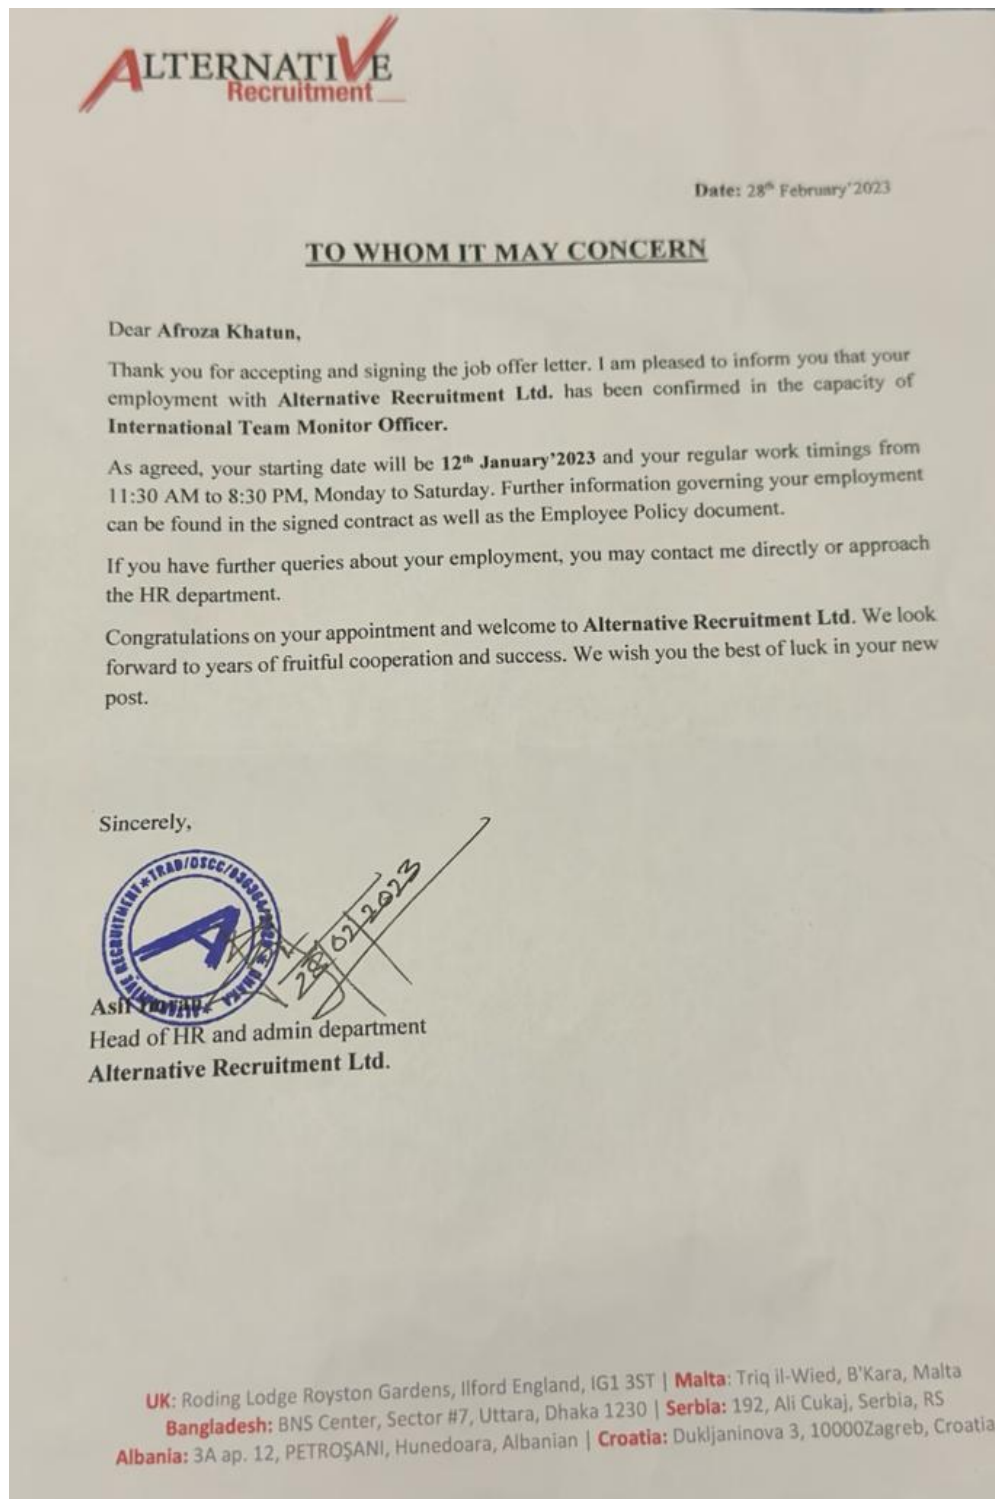 ALTERNATIVE
Recruitment
Date: 28th February'2023
TO WHOM IT MAY CONCERN
Dear Afroza Khatun,
Thank you for accepting and signing the job offer letter. I am pleased to inform you that your
employment with Alternative Recruitment Ltd. has been confirmed in the capacity of
International Team Monitor Officer.
As agreed, your starting date will be 12th January'2023 and your regular work timings from
11:30 AM to 8:30 PM, Monday to Saturday. Further information governing your employment
can be found in the signed contract as well as the Employee Policy document.
If you have further queries about your employment, you may contact me directly or approach
the HR department.
Congratulations on your appointment and welcome to Alternative Recruitment Ltd. We look
forward to years of fruitful cooperation and success. We wish you the best of luck in your new
post.
Sincerely,
ALTERNATIVE RECRUITMENT*TRAD/DSCC/ * DHAKA *
28/02/2023
Asif
Head of HR and admin department
Alternative Recruitment Ltd.
UK: Roding Lodge Royston Gardens, Ilford England, IG1 3ST | Malta: Triq il-Wied, B'Kara, Malta
Bangladesh: BNS Center, Sector #7, Uttara, Dhaka 1230 | Serbia: 192, Ali Cukaj, Serbia, RS
Albania: 3A ap. 12, PETROŞANI, Hunedoara, Albanian | Croatia: Dukljaninova 3, 10000Zagreb, Croatia